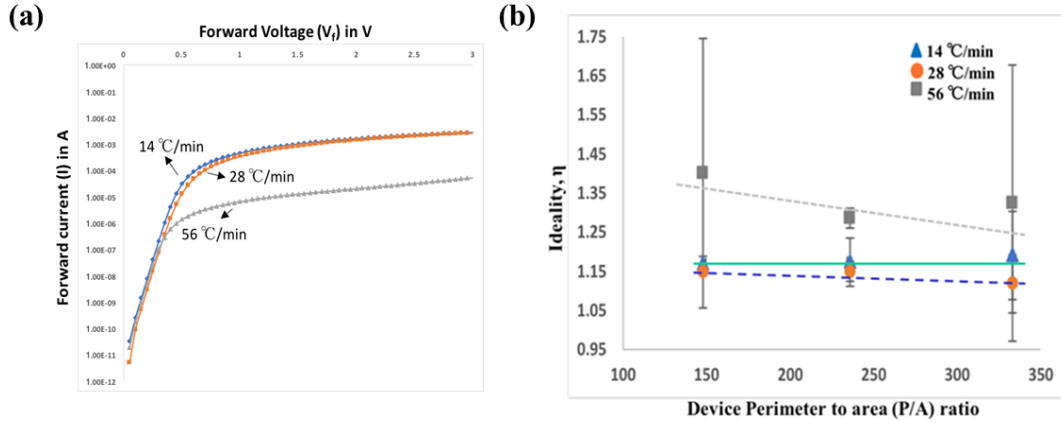 (a)
Forward Voltage (Vf) in V
0 0.5 1 1.5 2 2.5 3
1.00E+00
1.00E-01
1.00E-02
1.00E-03
1.00E-04
1.00E-05
1.00E-06
1.00E-07
1.00E-08
1.00E-09
1.00E-10
1.00E-11
1.00E-12
Forward current (I) in A
14 ℃/min
28 ℃/min
56 ℃/min
(b)
1.75
1.65
1.55
1.45
1.35
1.25
1.15
1.05
0.95
Ideality, η
14 ℃/min
28 ℃/min
56 ℃/min
100 150 200 250 300 350
Device Perimeter to area (P/A) ratio